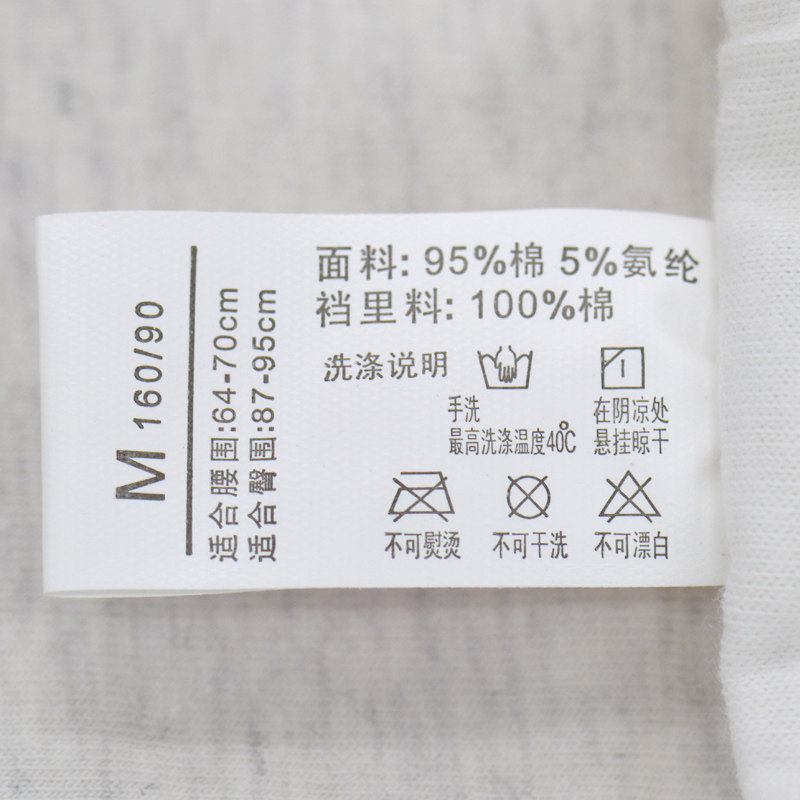 M 160/90
适合腰围:64-70cm
适合臀围:87-95cm
面料: 95%棉 5%氨纶
裆里料: 100%棉
洗涤说明
手洗
最高洗涤温度40℃
在阴凉处
悬挂晾干
不可熨烫
不可干洗
不可漂白